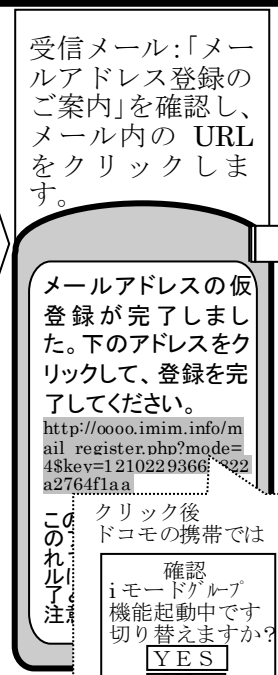 受信メール：「メー
ルアドレス登録の
ご案内」を確認し、
メール内の URL
をクリックしま
す。
メールアドレスの仮
登録が完了しまし
た。下のアドレスをク
リックして、登録を完
了してください。
http://oooo.imim.info/m
ail_register.php?mode=
4$key=1210229366
a2764f1aa
クリック後
ドコモの携帯では
確認
iモードグループ
機能起動中です
切り替えますか？
YES